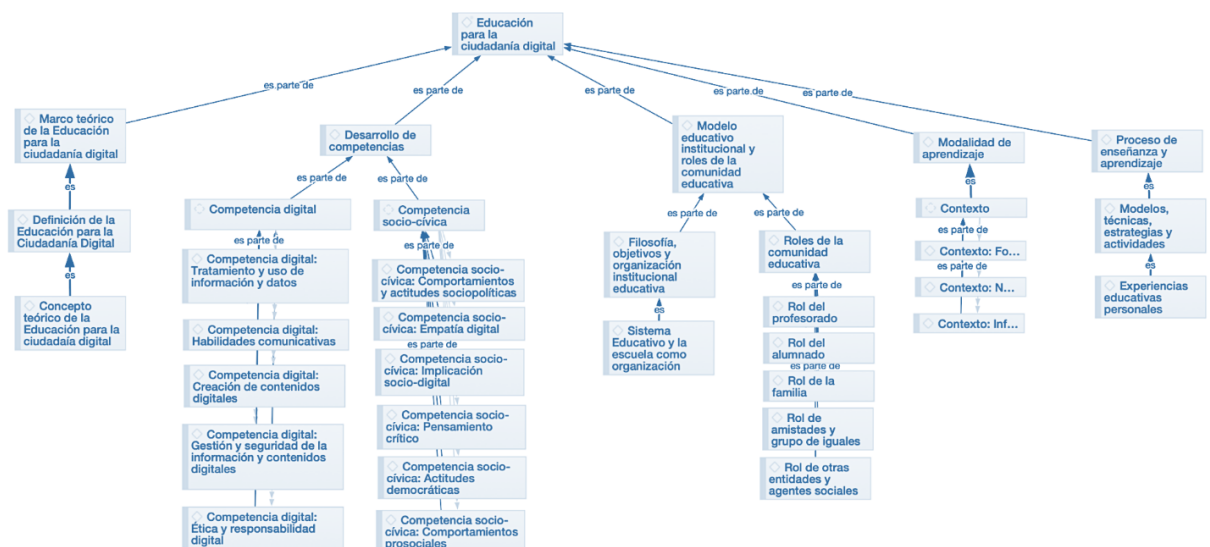 Educación
para la
ciudadanía digital
es parte de
es parte de
es parte de
es parte de
es parte de
Marco teórico
de la Educación
para la
ciudadanía digital
Desarrollo de
competencias
Modelo
educativo
institucional y
roles de la
comunidad
educativa
Modalidad de
aprendizaje
Proceso de
enseñanza y
aprendizaje
es
es parte de
es parte de
es parte de
es parte de
es
es
Definición de la
Educación para la
Ciudadanía Digital
Competencia digital
Competencia
socio-cívica
Filosofía,
objetivos y
organización
institucional
educativa
Roles de la
comunidad
educativa
Contexto
Modelos,
técnicas,
estrategias y
actividades
es
es parte de
es parte de
es
es parte de
es parte de
es
Concepto
teórico de la
Educación para la
ciudadaía digital
Competencia digital:
Tratamiento y uso de
información y datos
Competencia digital:
Habilidades comunicativas
Competencia digital:
Creación de contenidos
digitales
Competencia digital:
Gestión y seguridad de la
información y contenidos
digitales
Competencia digital:
Ética y responsabilidad
digital
Competencia socio-
cívica: Comportamientos
y actitudes sociopolíticas
Competencia socio-
cívica: Empatía digital
es parte de
Competencia socio-
cívica: Implicación
socio-digital
Competencia socio-
cívica: Pensamiento
crítico
Competencia socio-
cívica: Actitudes
democráticas
Competencia socio-
cívica: Comportamientos
prosociales
Sistema
Educativo y la
escuela como
organización
Rol del
profesorado
Rol del
alumnado
es parte de
Rol de la
familia
Rol de
amistades y
grupo de iguales
Rol de otras
entidades y
agentes sociales
Contexto: Fo...
es parte de
Contexto: N...
Contexto: Inf...
Experiencias
educativas
personales